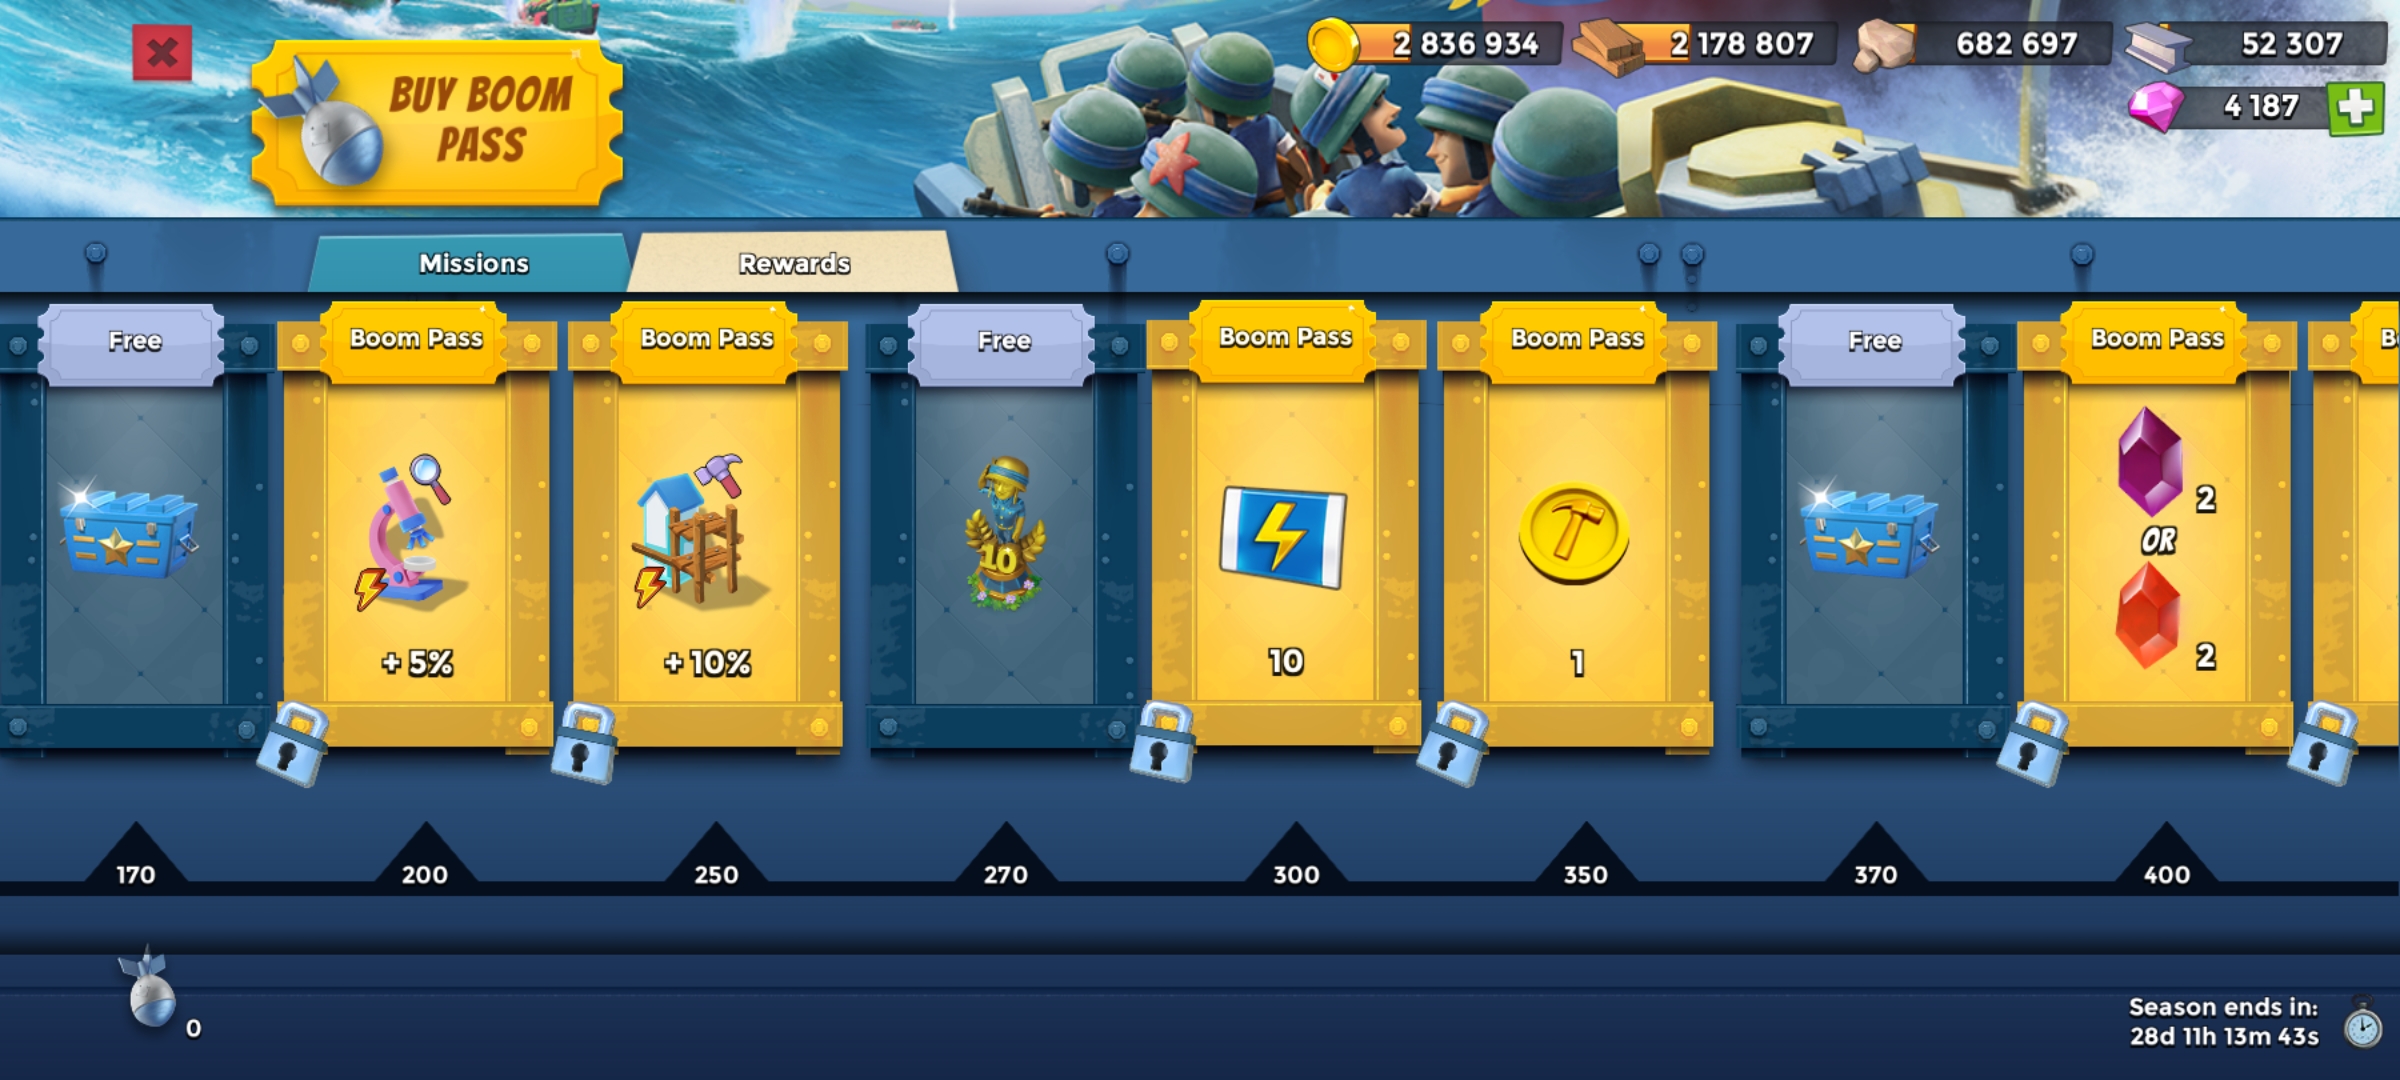 BUY BOOM
PASS
2 836 934
2 178 807
682 697
52 307
4 187
Missions
Rewards
Free
Boom Pass
Boom Pass
Free
Boom Pass
Boom Pass
Free
Boom Pass
+5%
+10%
10
10
1
2
OR
2
170
200
250
270
300
350
370
400
0
Season ends in:
28d 11h 13m 43s